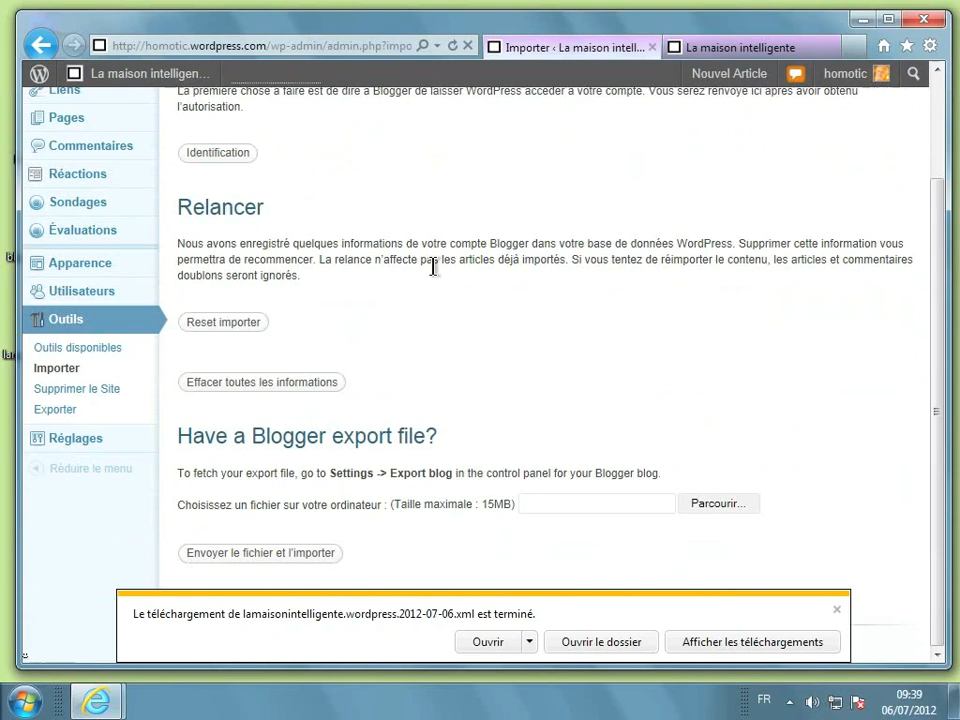 http://homotic.wordpress.com/wp-admin/admin.php?impo
Importer ‹ La maison intell...
La maison intelligente
La maison intelligen...
Nouvel Article
homotic
Liens
Pages
Commentaires
Réactions
Sondages
Évaluations
Apparence
Utilisateurs
Outils
Outils disponibles
Importer
Supprimer le Site
Exporter
Réglages
Réduire le menu
La première chose à faire est de dire à Blogger de laisser WordPress accéder à votre compte. Vous serez renvoyé ici après avoir obtenu
l'autorisation.
Identification
Relancer
Nous avons enregistré quelques informations de votre compte Blogger dans votre base de données WordPress. Supprimer cette information vous
permettra de recommencer. La relance n'affecte pas les articles déjà importés. Si vous tentez de réimporter le contenu, les articles et commentaires
doublons seront ignorés.
Reset importer
Effacer toutes les informations
Have a Blogger export file?
To fetch your export file, go to Settings -> Export blog in the control panel for your Blogger blog.
Choisissez un fichier sur votre ordinateur : (Taille maximale : 15MB)
Parcourir...
Envoyer le fichier et l'importer
Le téléchargement de lamaisonintelligente.wordpress.2012-07-06.xml est terminé.
Ouvrir
Ouvrir le dossier
Afficher les téléchargements
FR
09:39
06/07/2012